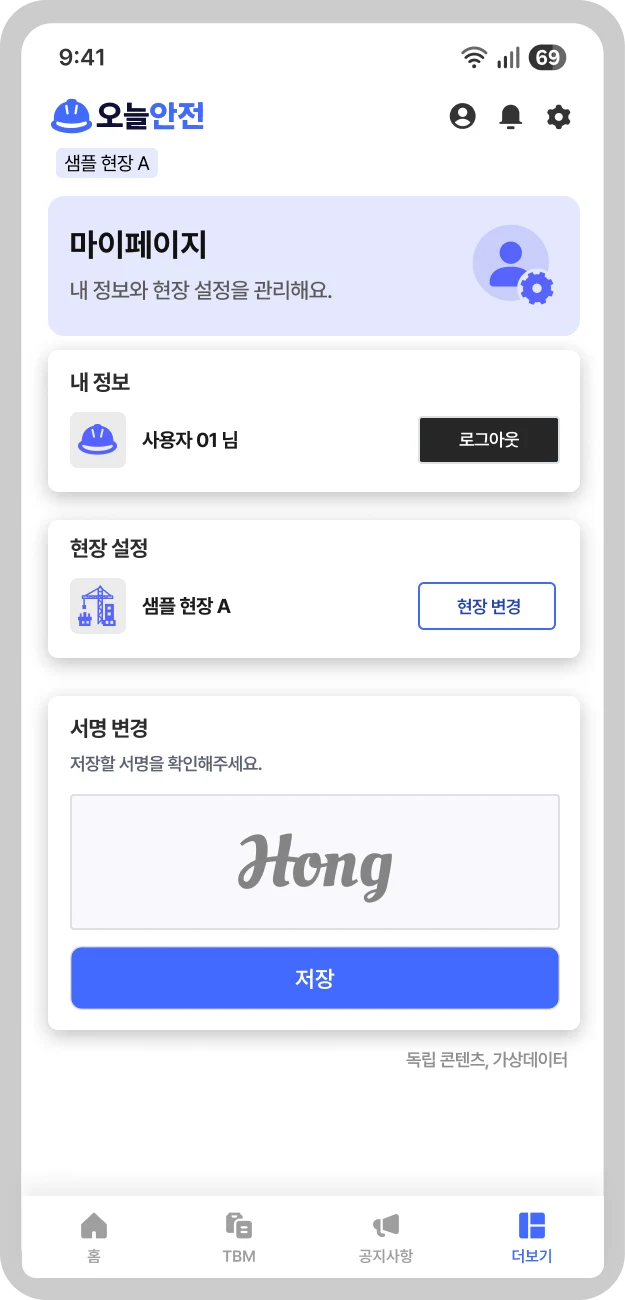 9:41
69
오늘안전
샘플 현장 A
마이페이지
내 정보와 현장 설정을 관리해요.
내 정보
사용자 01 님
로그아웃
현장 설정
샘플 현장 A
현장 변경
서명 변경
저장할 서명을 확인해주세요.
Hong
저장
독립 콘텐츠, 가상데이터
홈
TBM
공지사항
더보기